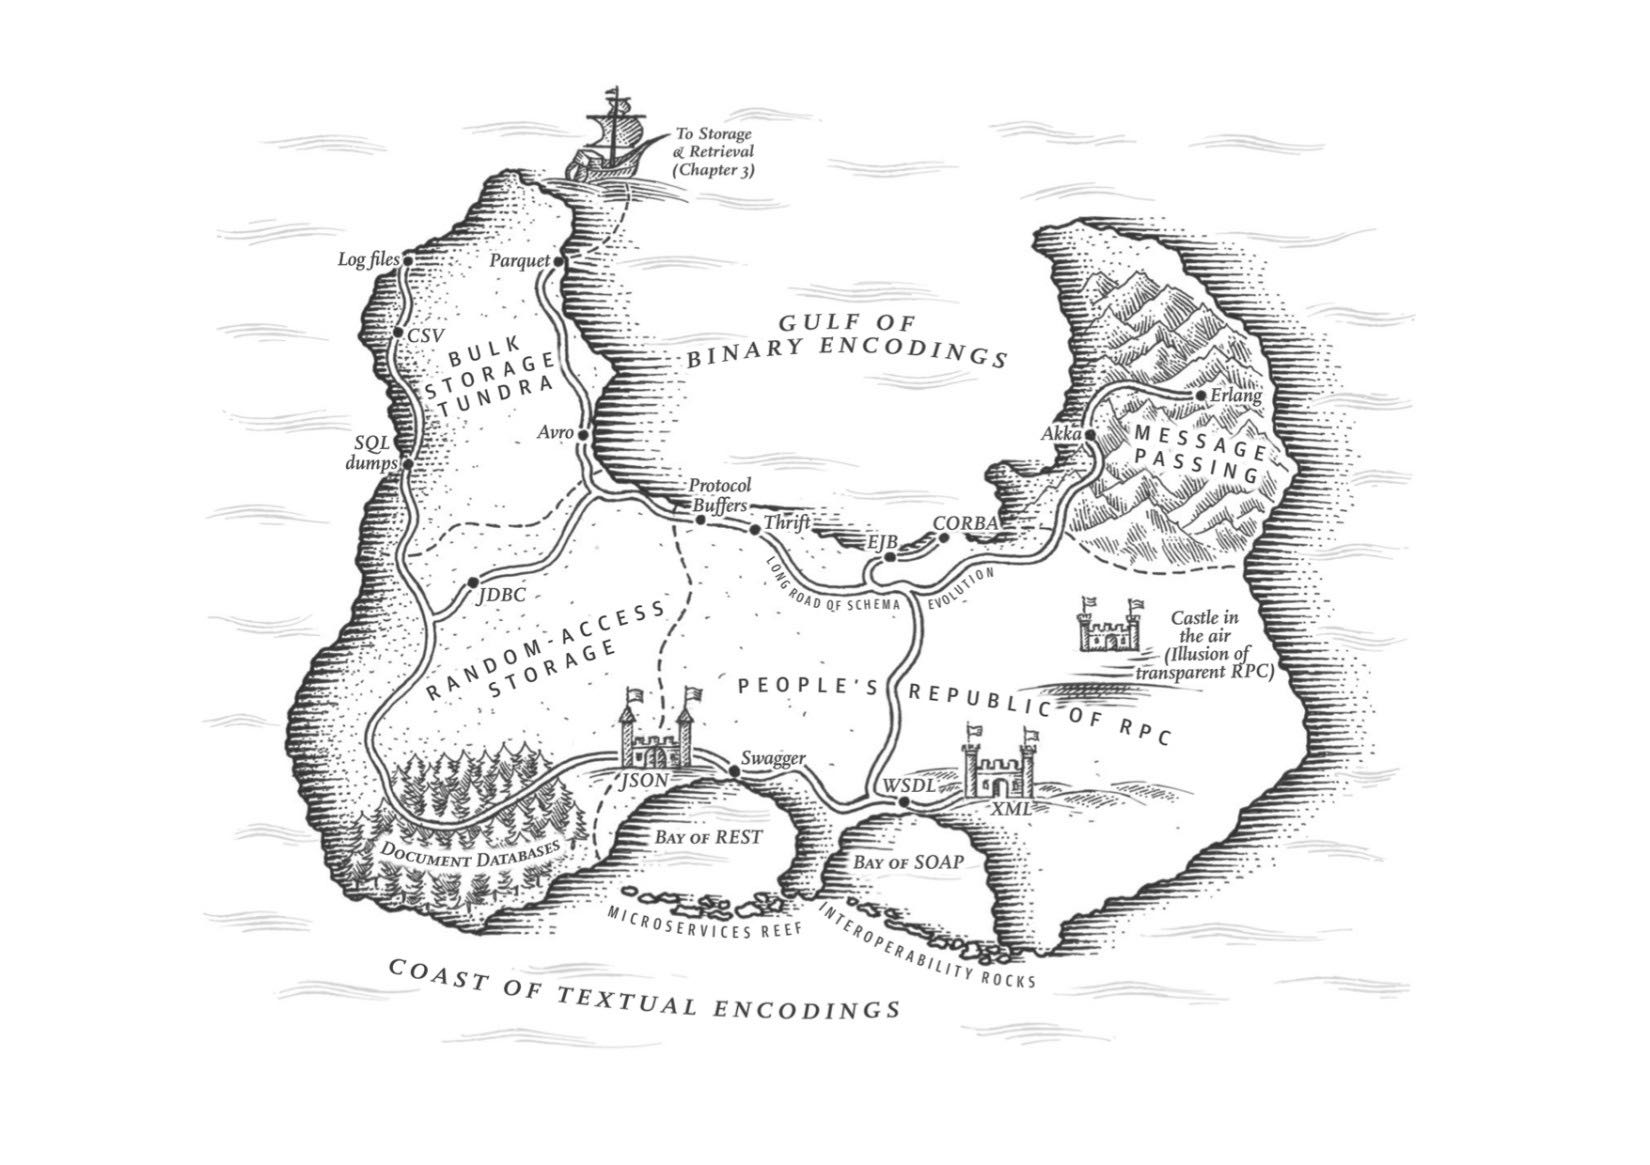 To Storage
& Retrieval
(Chapter 3)
Log files
Parquet
CSV
BULK
STORAGE
TUNDRA
GULF OF
BINARY ENCODINGS
Erlang
Avro
Akka
MESSAGE
PASSING
SQL
dumps
Protocol
Buffers
Thrift
EJB
CORBA
LONG ROAD OF SCHEMA EVOLUTION
JDBC
RANDOM-ACCESS
STORAGE
Castle in
the air
(Illusion of
transparent RPC)
PEOPLE'S REPUBLIC OF RPC
JSON
Swagger
WSDL
XML
DOCUMENT DATABASES
BAY OF REST
BAY OF SOAP
MICROSERVICES REEF
INTEROPERABILITY ROCKS
COAST OF TEXTUAL ENCODINGS